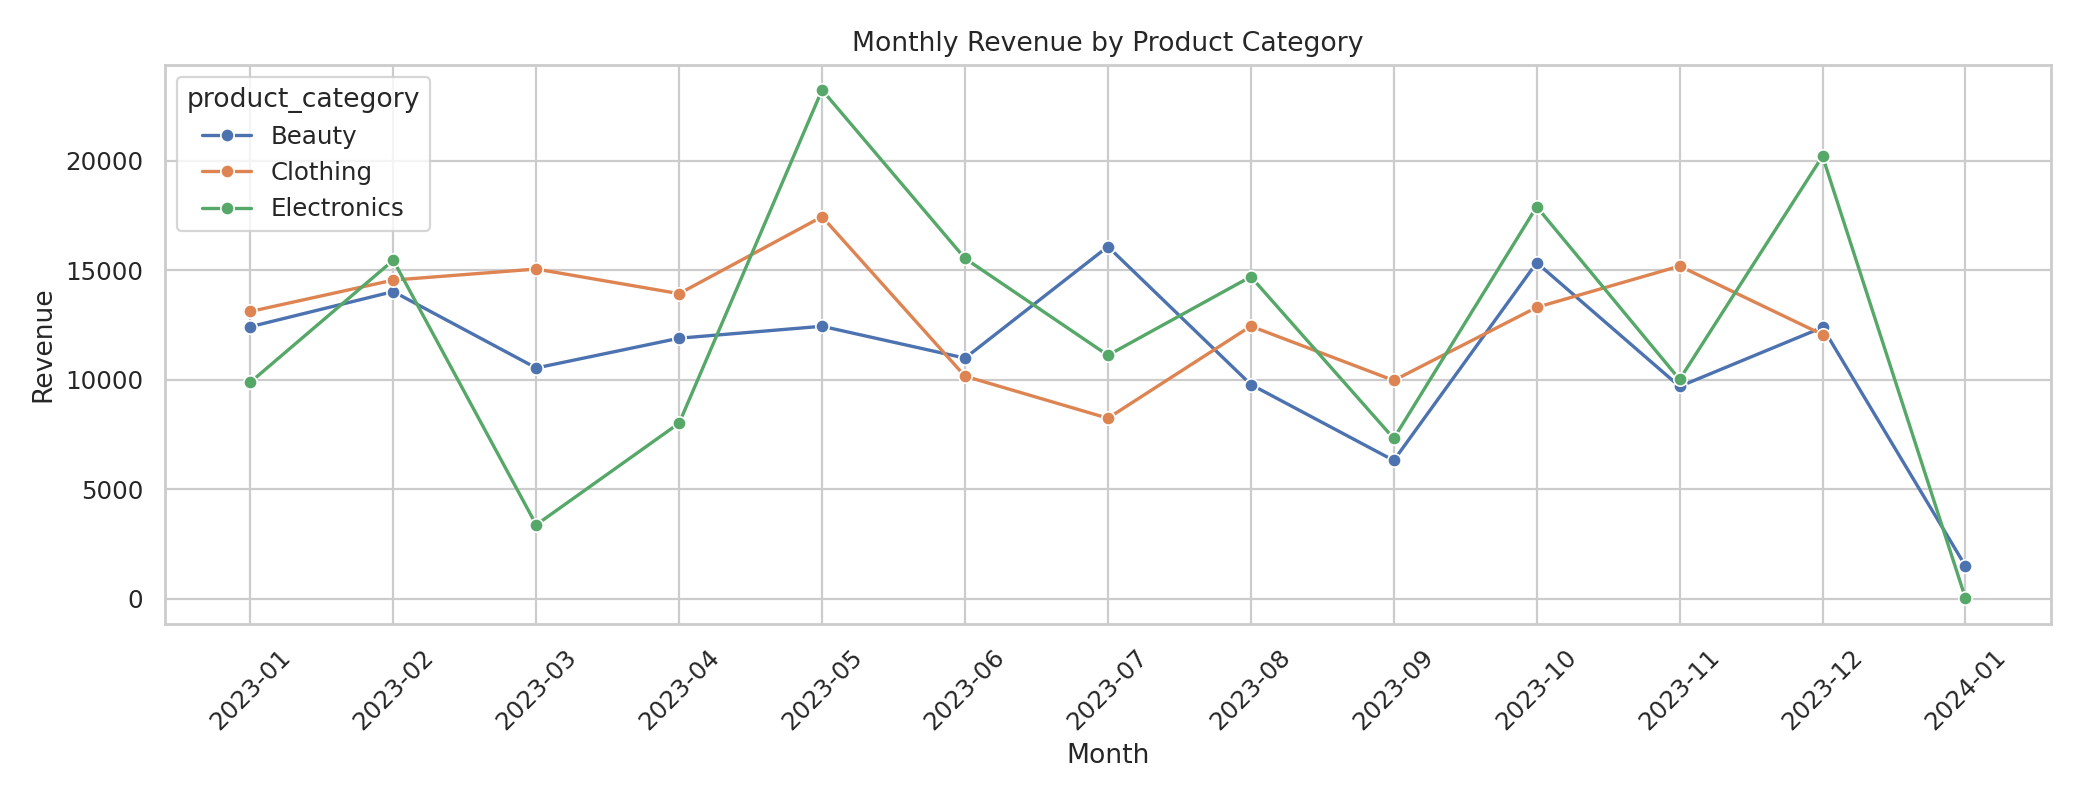 Monthly Revenue by Product Category
product_category
Beauty
Clothing
Electronics
Revenue
20000
15000
10000
5000
0
2023-01
2023-02
2023-03
2023-04
2023-05
2023-06
2023-07
2023-08
2023-09
2023-10
2023-11
2023-12
2024-01
Month